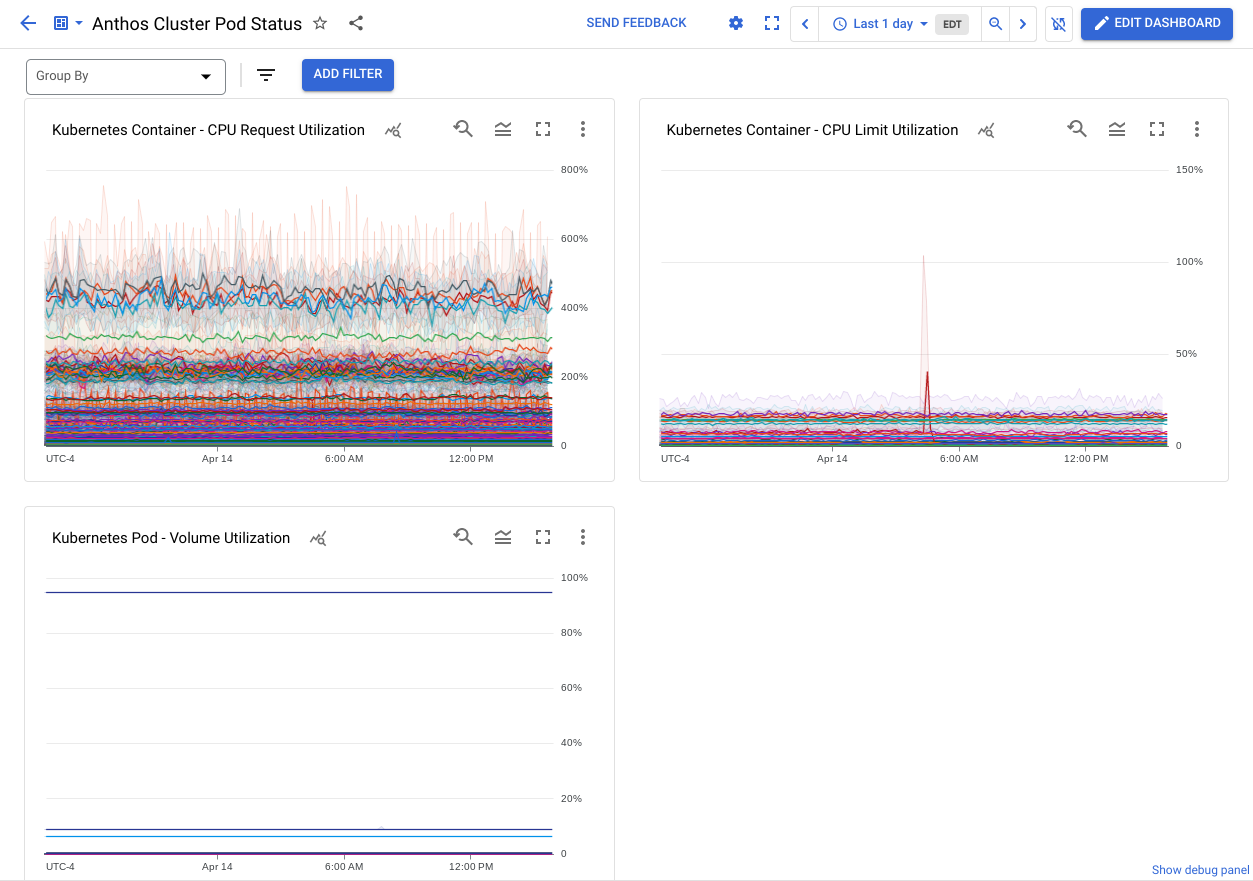 Anthos Cluster Pod Status
SEND FEEDBACK
Last 1 day
EDT
EDIT DASHBOARD
Group By
ADD FILTER
Kubernetes Container - CPU Request Utilization
800%
600%
400%
200%
0
UTC-4
Apr 14
6:00 AM
12:00 PM
Kubernetes Container - CPU Limit Utilization
150%
100%
50%
0
UTC-4
Apr 14
6:00 AM
12:00 PM
Kubernetes Pod - Volume Utilization
100%
80%
60%
40%
20%
0
UTC-4
Apr 14
6:00 AM
12:00 PM
Show debug panel